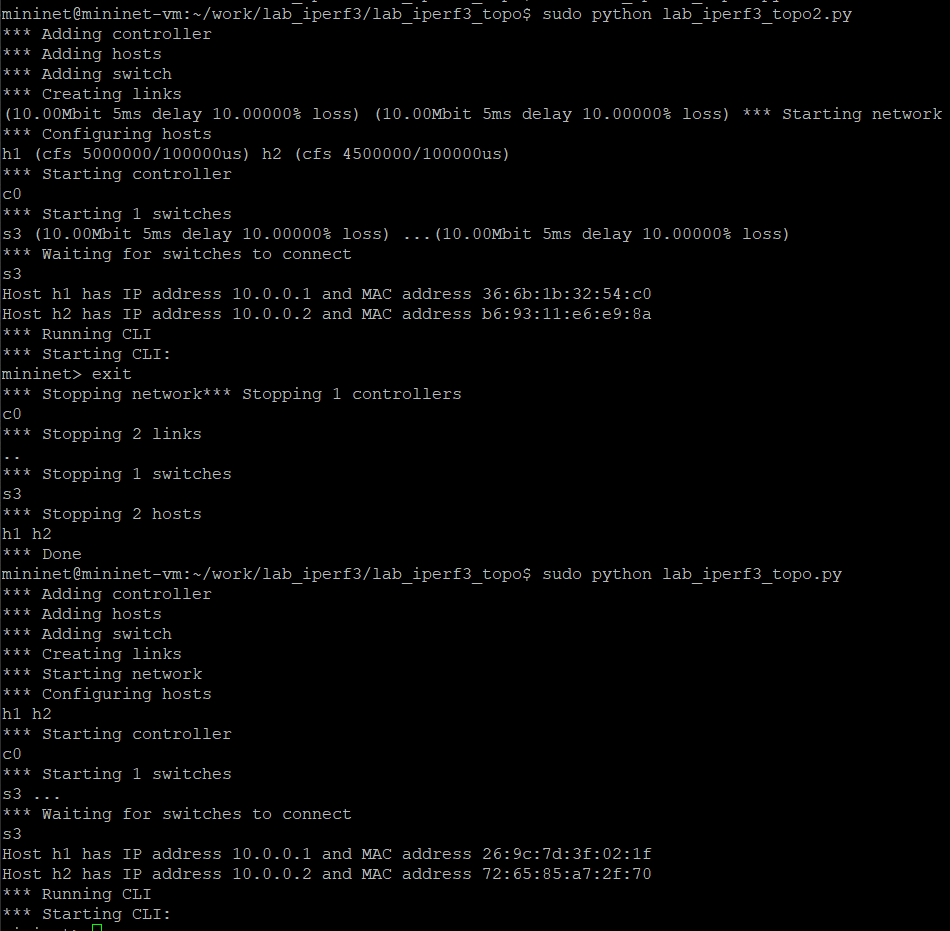 mininet@mininet-vm:~/work/lab_iperf3/lab_iperf3_topo$ sudo python lab_iperf3_topo2.py
*** Adding controller
*** Adding hosts
*** Adding switch
*** Creating links
(10.00Mbit 5ms delay 10.00000% loss) (10.00Mbit 5ms delay 10.00000% loss) *** Starting network
*** Configuring hosts
h1 (cfs 5000000/100000us) h2 (cfs 4500000/100000us)
*** Starting controller
c0
*** Starting 1 switches
s3 (10.00Mbit 5ms delay 10.00000% loss) ...(10.00Mbit 5ms delay 10.00000% loss)
*** Waiting for switches to connect
s3
Host h1 has IP address 10.0.0.1 and MAC address 36:6b:1b:32:54:c0
Host h2 has IP address 10.0.0.2 and MAC address b6:93:11:e6:e9:8a
*** Running CLI
*** Starting CLI:
mininet> exit
*** Stopping network*** Stopping 1 controllers
c0
*** Stopping 2 links
..
*** Stopping 1 switches
s3
*** Stopping 2 hosts
h1 h2
*** Done
mininet@mininet-vm:~/work/lab_iperf3/lab_iperf3_topo$ sudo python lab_iperf3_topo.py
*** Adding controller
*** Adding hosts
*** Adding switch
*** Creating links
*** Starting network
*** Configuring hosts
h1 h2
*** Starting controller
c0
*** Starting 1 switches
s3 ...
*** Waiting for switches to connect
s3
Host h1 has IP address 10.0.0.1 and MAC address 26:9c:7d:3f:02:1f
Host h2 has IP address 10.0.0.2 and MAC address 72:65:85:a7:2f:70
*** Running CLI
*** Starting CLI: